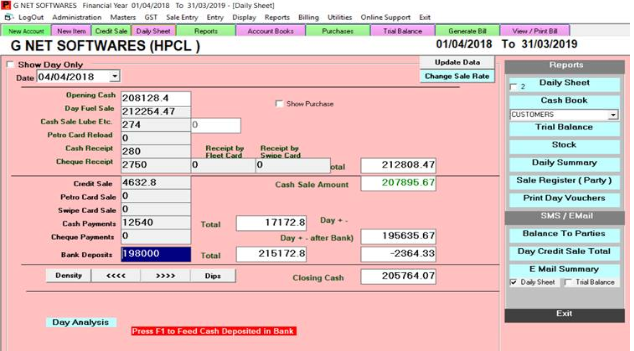 G NET SOFTWARES Financial Year 01/04/2018 To 31/03/2019 - [Daily Sheet]
LogOut Administration Masters GST Sale Entry Entry Display Reports Billing Utilities Online Support Exit
New Account New Item Credit Sale Daily Sheet Reports Account Books Purchases Trial Balance Generate Bill View / Print Bill
G NET SOFTWARES (HPCL ) 01/04/2018 To 31/03/2019
Show Day Only Update Data Reports
Date 04/04/2018 Change Sale Rate
2 Daily Sheet
Opening Cash 208128.4
Cash Book
Day Fuel Sale 212254.47 Show Purchase
CUSTOMERS
Cash Sale Lube Etc. 274 0
Trial Balance
Petro Card Reload 0
Stock
Cash Receipt 280 Receipt by Fleet Card Receipt by Swipe Card
Cheque Receipt 2750 0 0 otal 212808.47
Daily Summary
Credit Sale 4632.8 Cash Sale Amount 207895.67
Sale Register ( Party )
Petro Card Sale 0
Print Day Vouchers
Swipe Card Sale 0
SMS / EMail
Cash Payments 12540 Total 17172.8 Day + -
Cheque Payments 0 Day + - after Bank) 195635.67
Balance To Parties
Bank Deposits 198000 Total 215172.8 -2364.33
Day Credit Sale Total
Density <<<< >>>> Dips Closing Cash 205764.07
E Mail Summary
Daily Sheet Trial Balance
Exit
Day Analysis
Press F1 to Feed Cash Deposited in Bank